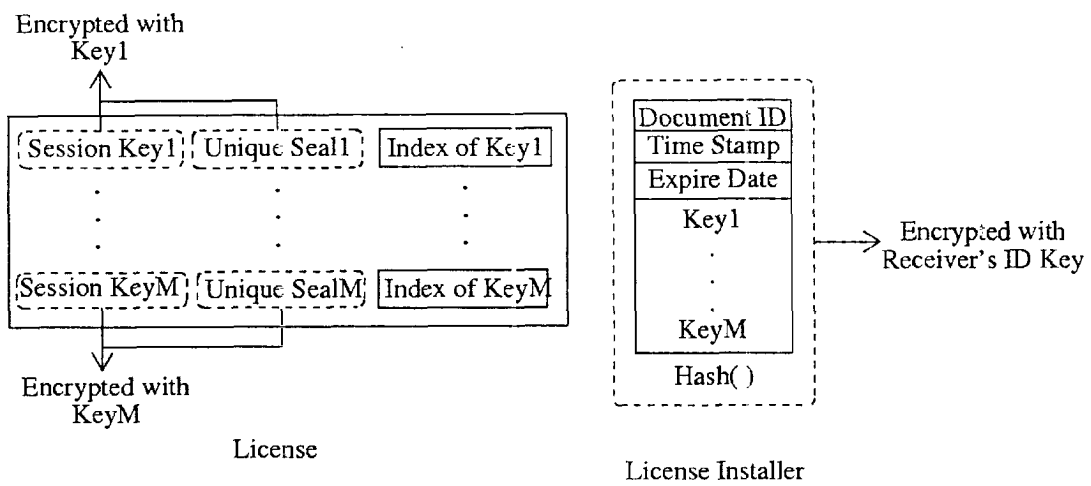 Encrypted with
Key1
Session Key1 Unique Seal1 Index of Key1
Session KeyM Unique SealM Index of KeyM
Encrypted with
KeyM
License
Document ID
Time Stamp
Expire Date
Key1
KeyM
Hash( )
Encrypted with
Receiver's ID Key
License Installer